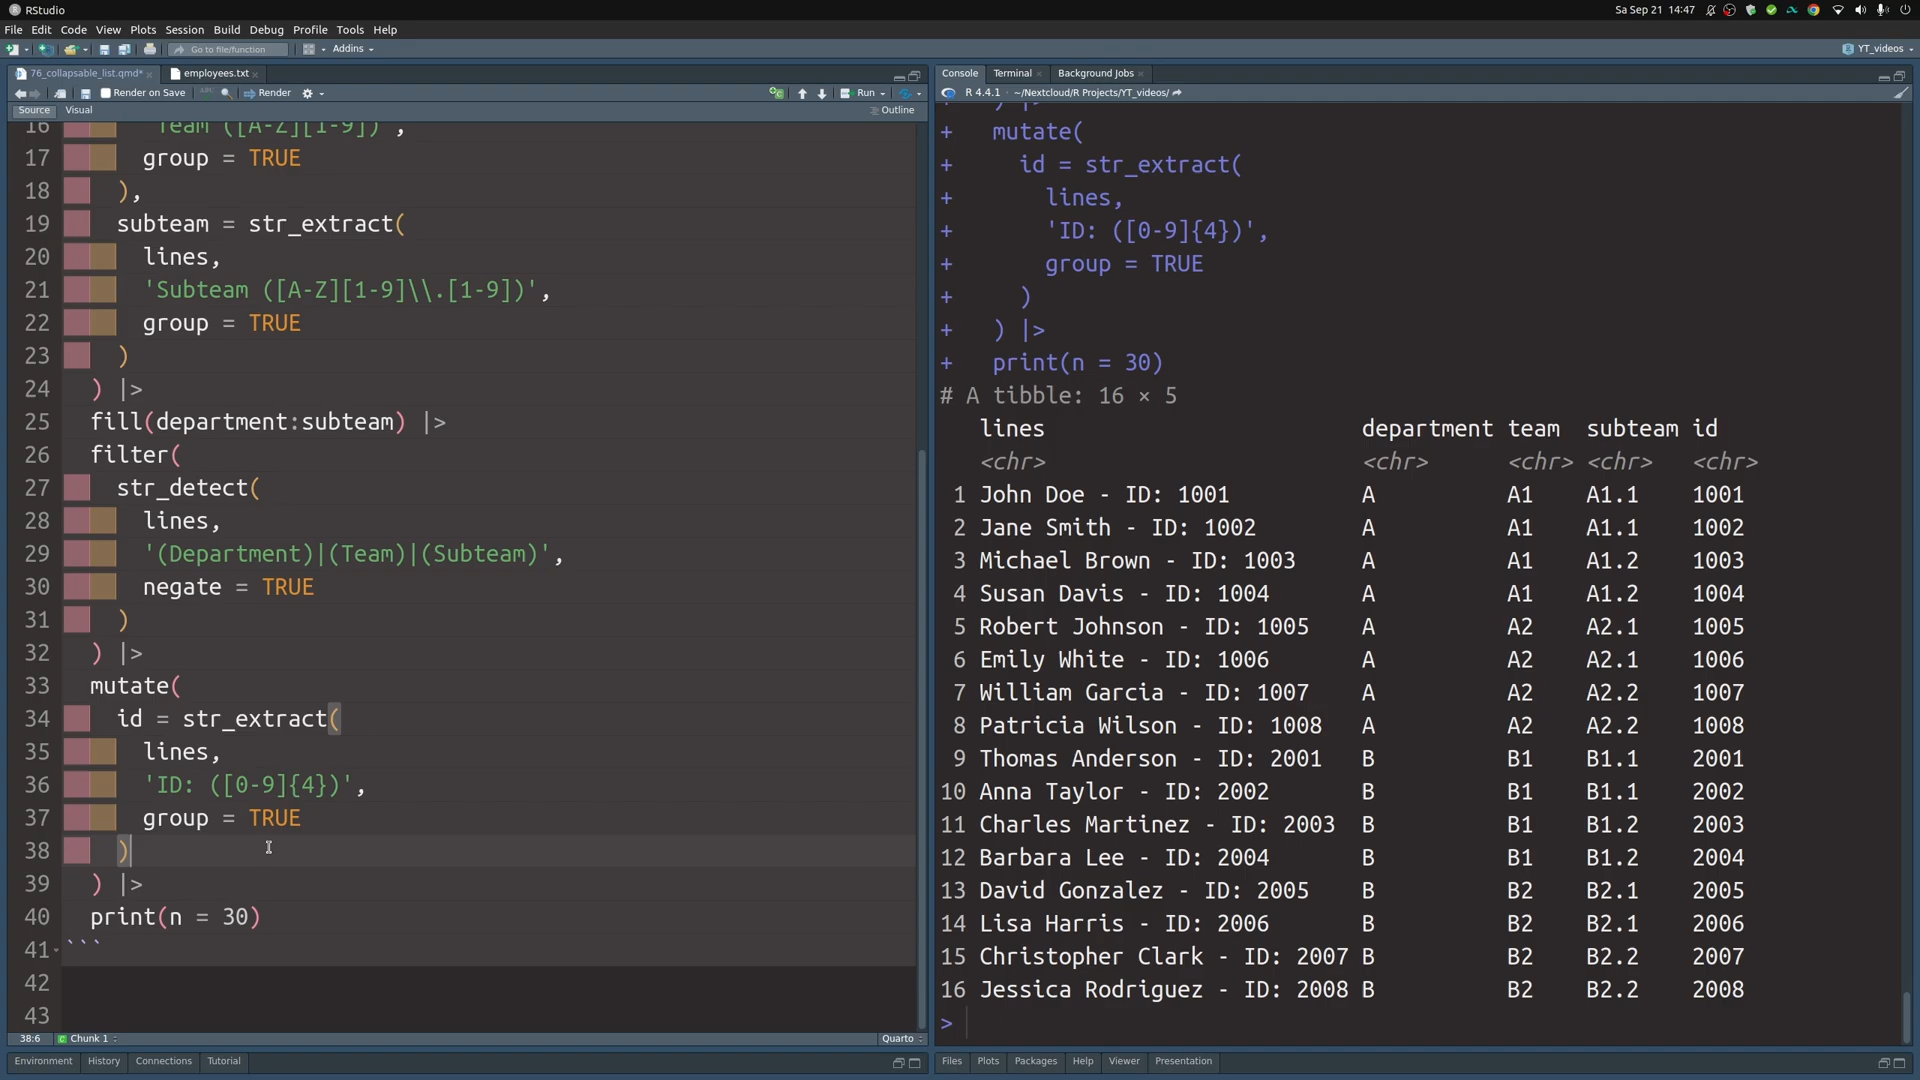 RStudio
Sa Sep 21 14:47
File Edit Code View Plots Session Build Debug Profile Tools Help
Go to file/function
Addins
YT_videos
76_collapsable_list.qmd*
employees.txt
Render on Save
ABC
Render
Run
Source
Visual
Outline
16 'Team ([A-Z][1-9])',
17 group = TRUE
18 ),
19 subteam = str_extract(
20 lines,
21 'Subteam ([A-Z][1-9]\\.[1-9])',
22 group = TRUE
23 )
24 ) |>
25 fill(department:subteam) |>
26 filter(
27 str_detect(
28 lines,
29 '(Department)|(Team)|(Subteam)',
30 negate = TRUE
31 )
32 ) |>
33 mutate(
34 id = str_extract(
35 lines,
36 'ID: ([0-9]{4})',
37 group = TRUE
38 )
39 ) |>
40 print(n = 30)
41 ```
42
43
38:6
Chunk 1
Quarto
Environment History Connections Tutorial
Console Terminal Background Jobs
R 4.4.1 · ~/Nextcloud/R Projects/YT_videos/
+ ) |>
+ mutate(
+ id = str_extract(
+ lines,
+ 'ID: ([0-9]{4})',
+ group = TRUE
+ )
+ ) |>
+ print(n = 30)
# A tibble: 16 × 5
lines department team subteam id
<chr> <chr> <chr> <chr> <chr>
1 John Doe - ID: 1001 A A1 A1.1 1001
2 Jane Smith - ID: 1002 A A1 A1.1 1002
3 Michael Brown - ID: 1003 A A1 A1.2 1003
4 Susan Davis - ID: 1004 A A1 A1.2 1004
5 Robert Johnson - ID: 1005 A A2 A2.1 1005
6 Emily White - ID: 1006 A A2 A2.1 1006
7 William Garcia - ID: 1007 A A2 A2.2 1007
8 Patricia Wilson - ID: 1008 A A2 A2.2 1008
9 Thomas Anderson - ID: 2001 B B1 B1.1 2001
10 Anna Taylor - ID: 2002 B B1 B1.1 2002
11 Charles Martinez - ID: 2003 B B1 B1.2 2003
12 Barbara Lee - ID: 2004 B B1 B1.2 2004
13 David Gonzalez - ID: 2005 B B2 B2.1 2005
14 Lisa Harris - ID: 2006 B B2 B2.1 2006
15 Christopher Clark - ID: 2007 B B2 B2.2 2007
16 Jessica Rodriguez - ID: 2008 B B2 B2.2 2008
>
Files Plots Packages Help Viewer Presentation